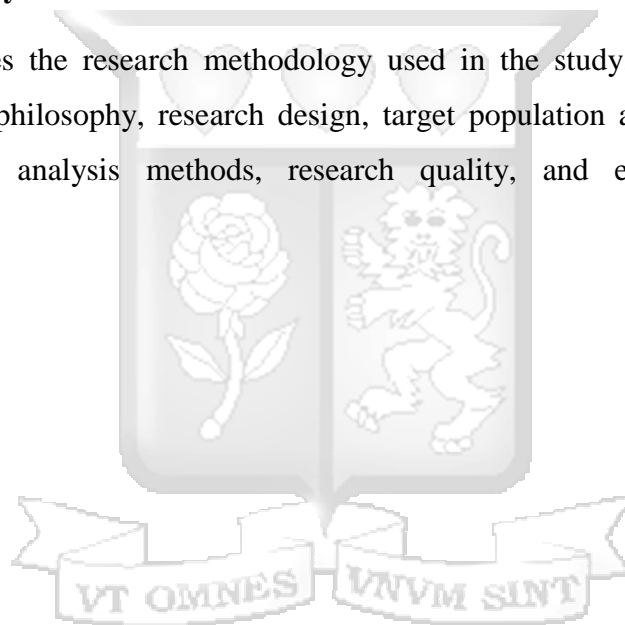 es the research methodology used in the study
philosophy, research design, target population a
analysis methods, research quality, and e
VT OMNES VNVM SINT